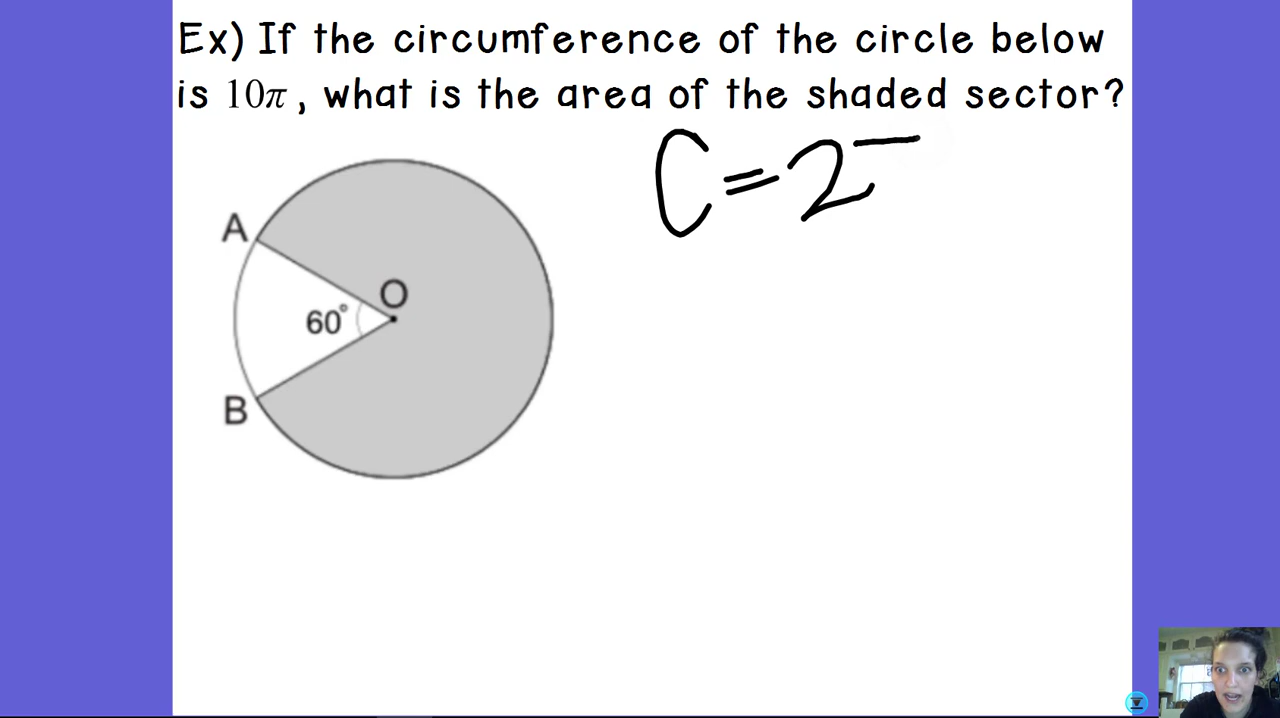 Ex) If the circumference of the circle below
is 10π, what is the area of the shaded sector?
C=2
A
O
60°
B